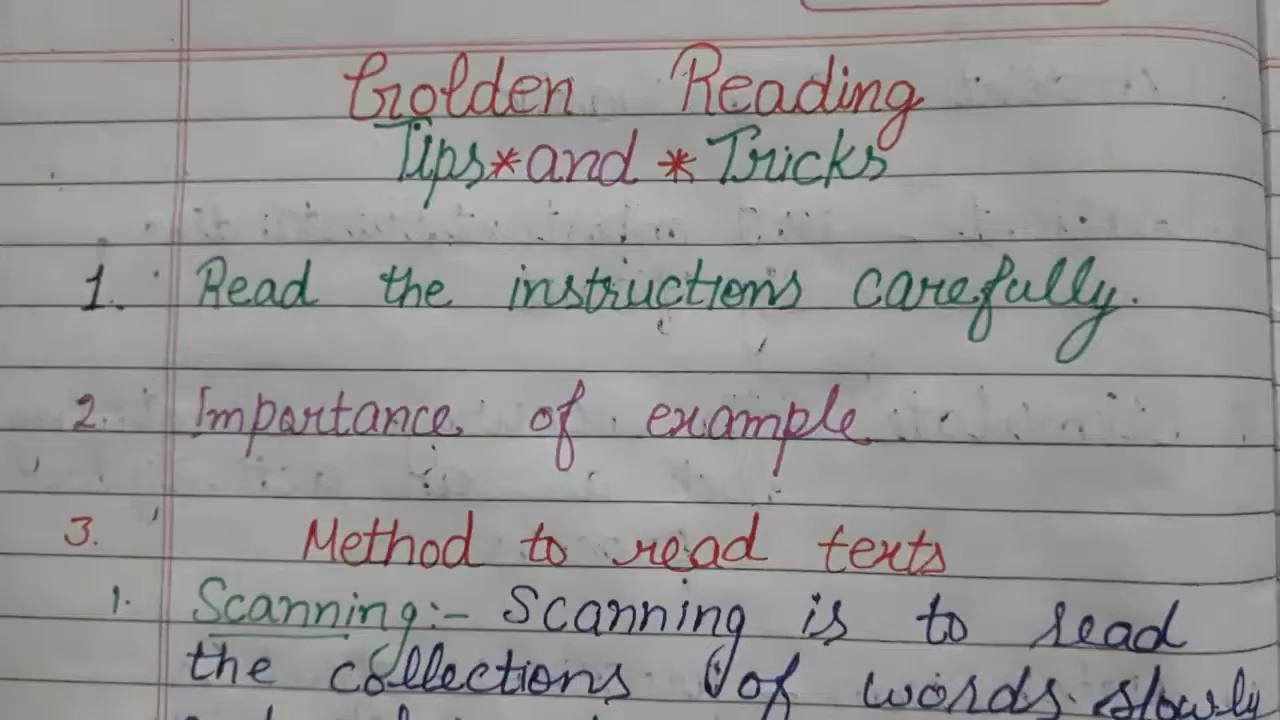 Golden Reading
Tips * and * Tricks
1. Read the instructions carefully.
2. Importance of example
3. Method to read texts
1. Scanning:- Scanning is to read
the collections of words slowly